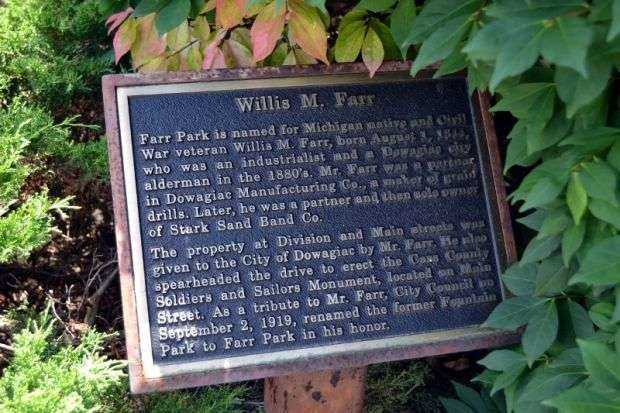 Willis M. Farr
Farr Park is named for Michigan native and Civil
War veteran Willis M. Farr, born August 1, 1844,
who was an industrialist and a Dowagiac city
alderman in the 1880's. Mr. Farr was a partner
in Dowagiac Manufacturing Co., a maker of grain
drills. Later, he was a partner and then sole owner
of Stark Sand Band Co.
The property at Division and Main streets was
given to the City of Dowagiac by Mr. Farr. He also
spearheaded the drive to erect the Cass County
Soldiers and Sailors Monument, located on Main
Street. As a tribute to Mr. Farr, City Council on
September 2, 1919, renamed the former Fountain
Park to Farr Park in his honor.